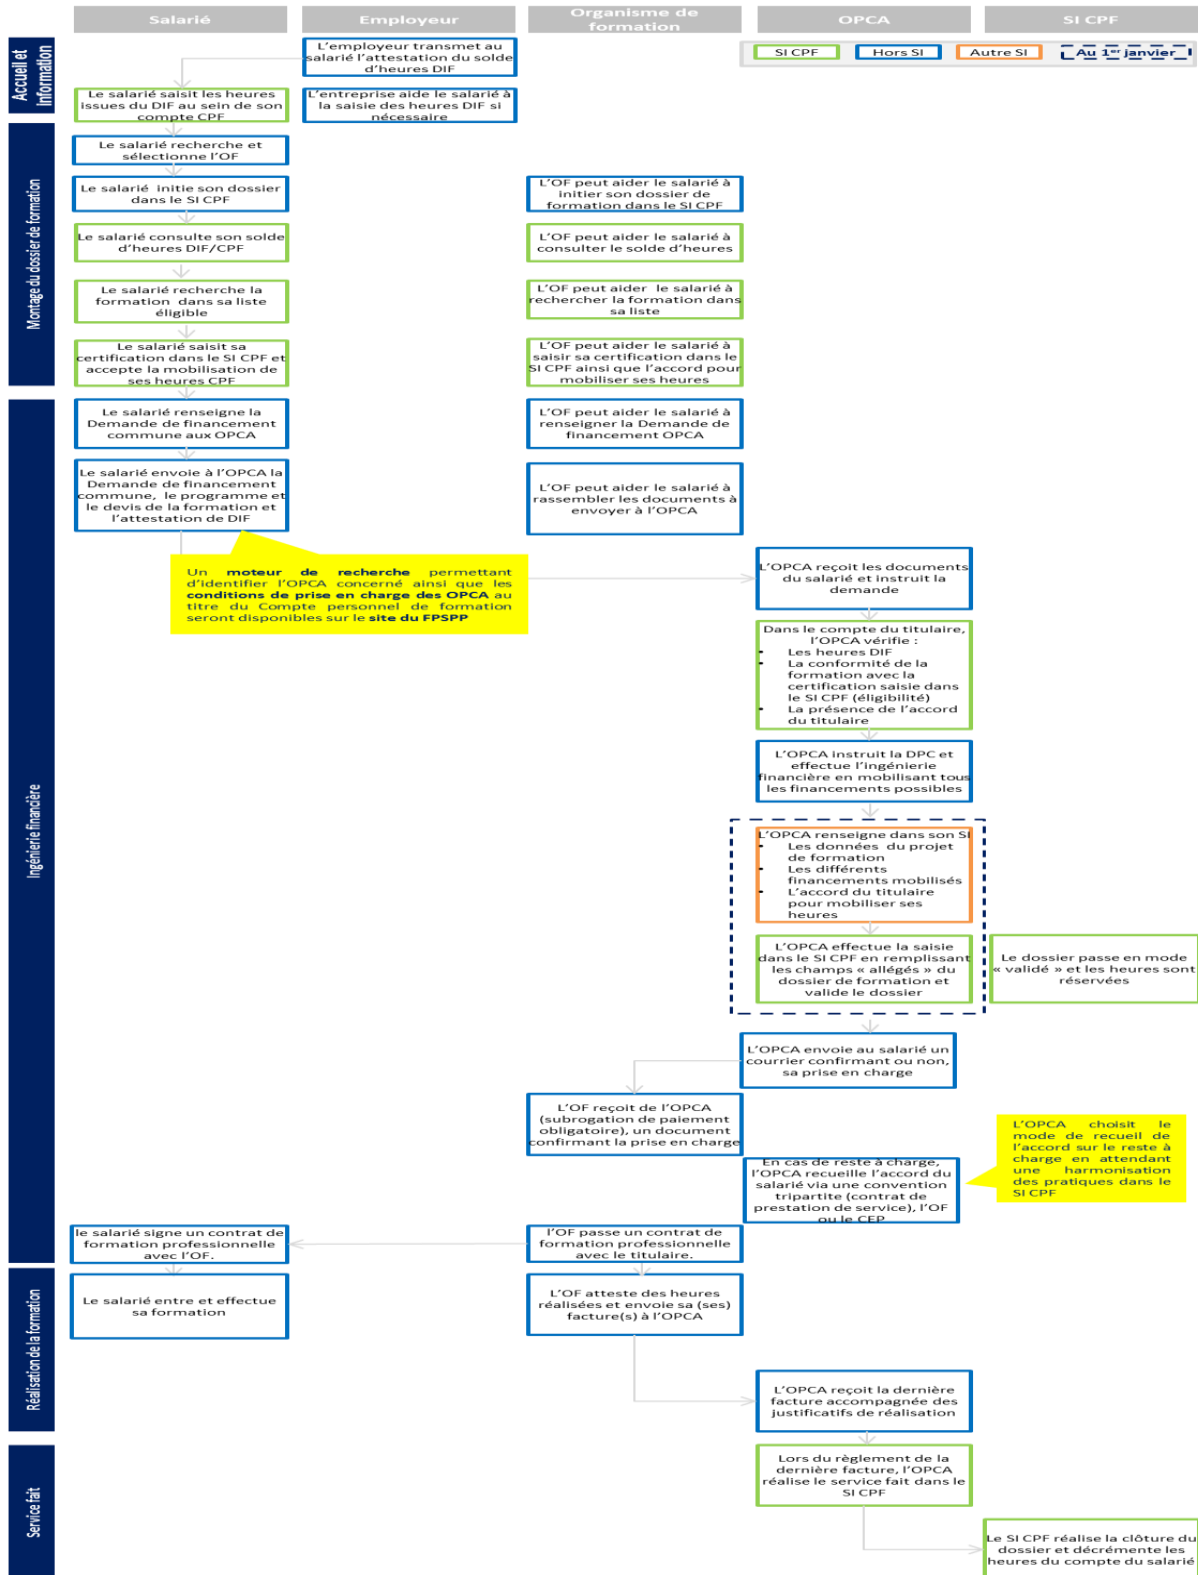 Salarié
Employeur
Organisme de
formation
OPCA
SI CPF
SI CPF
Hors SI
Autre SI
Au 1er janvier
Accueil et
Information
L'employeur transmet au
salarié l'attestation du solde
d'heures DIF
Le salarié saisit les heures
issues du DIF au sein de son
compte CPF
L'entreprise aide le salarié à
la saisie des heures DIF si
nécessaire
Montage du dossier de formation
Le salarié recherche et
sélectionne l'OF
Le salarié initie son dossier
dans le SI CPF
L'OF peut aider le salarié à
initier son dossier de
formation dans le SI CPF
Le salarié consulte son solde
d'heures DIF/CPF
L'OF peut aider le salarié à
consulter le solde d'heures
Le salarié recherche la
formation dans sa liste
éligible
L'OF peut aider le salarié à
rechercher la formation dans
sa liste
Le salarié saisit sa
certification dans le SI CPF et
accepte la mobilisation de
ses heures CPF
L'OF peut aider le salarié à
saisir sa certification dans le
SI CPF ainsi que l'accord pour
mobiliser ses heures
Ingénierie financière
Le salarié renseigne la
Demande de financement
commune aux OPCA
L'OF peut aider le salarié à
renseigner la Demande de
financement OPCA
Le salarié envoie à l'OPCA la
Demande de financement
commune, le programme et
le devis de la formation et
l'attestation de DIF
L'OF peut aider le salarié à
rassembler les documents à
envoyer à l'OPCA
Un moteur de recherche permettant
d'identifier l'OPCA concerné ainsi que les
conditions de prise en charge des OPCA au
titre du Compte personnel de formation
seront disponibles sur le site du FPSPP
L'OPCA reçoit les documents
du salarié et instruit la
demande
Dans le compte du titulaire,
l'OPCA vérifie :
• Les heures DIF
• La conformité de la
formation avec la
certification saisie dans
le SI CPF (éligibilité)
• La présence de l'accord
du titulaire
L'OPCA instruit la DPC et
effectue l'ingénierie
financière en mobilisant tous
les financements possibles
L'OPCA renseigne dans son SI
• Les données du projet
de formation
• Les différents
financements mobilisés
• L'accord du titulaire
pour mobiliser ses
heures
L'OPCA effectue la saisie
dans le SI CPF en remplissant
les champs « allégés » du
dossier de formation et
valide le dossier
Le dossier passe en mode
« validé » et les heures sont
réservées
L'OPCA envoie au salarié un
courrier confirmant ou non,
sa prise en charge
L'OF reçoit de l'OPCA
(subrogation de paiement
obligatoire), un document
confirmant la prise en charge
L'OPCA choisit le
mode de recueil de
l'accord sur le reste à
charge en attendant
une harmonisation
des pratiques dans le
SI CPF
En cas de reste à charge,
l'OPCA recueille l'accord du
salarié via une convention
tripartite (contrat de
prestation de service), l'OF
ou le CEP
le salarié signe un contrat de
formation professionnelle
avec l'OF.
l'OF passe un contrat de
formation professionnelle
avec le titulaire.
Réalisation de la formation
Le salarié entre et effectue
sa formation
L'OF atteste des heures
réalisées et envoie sa (ses)
facture(s) à l'OPCA
L'OPCA reçoit la dernière
facture accompagnée des
justificatifs de réalisation
Service fait
Lors du règlement de la
dernière facture, l'OPCA
réalise le service fait dans le
SI CPF
Le SI CPF réalise la clôture du
dossier et décrémente les
heures du compte du salarié